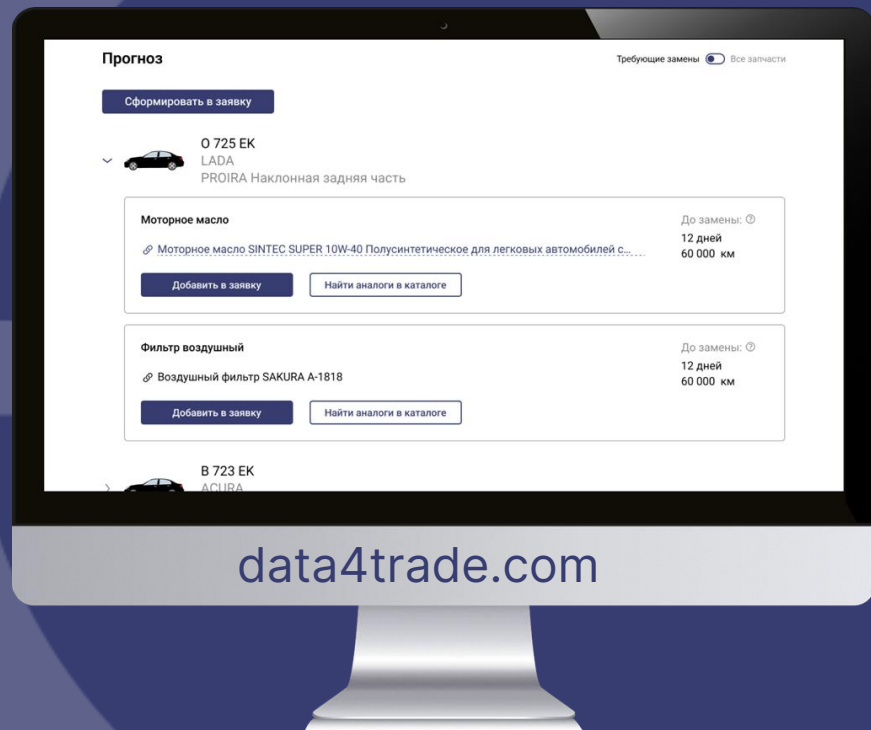 Прогноз
Требующие замены Все запчасти
Сформировать в заявку
О 725 ЕК
LADA
PROIRA Наклонная задняя часть
Моторное масло
До замены:
Моторное масло SINTEC SUPER 10W-40 Полусинтетическое для легковых автомобилей с...
12 дней
60 000 км
Добавить в заявку Найти аналоги в каталоге
Фильтр воздушный
До замены:
Воздушный фильтр SAKURA A-1818
12 дней
60 000 км
Добавить в заявку Найти аналоги в каталоге
В 723 ЕК
ACURA
data4trade.com